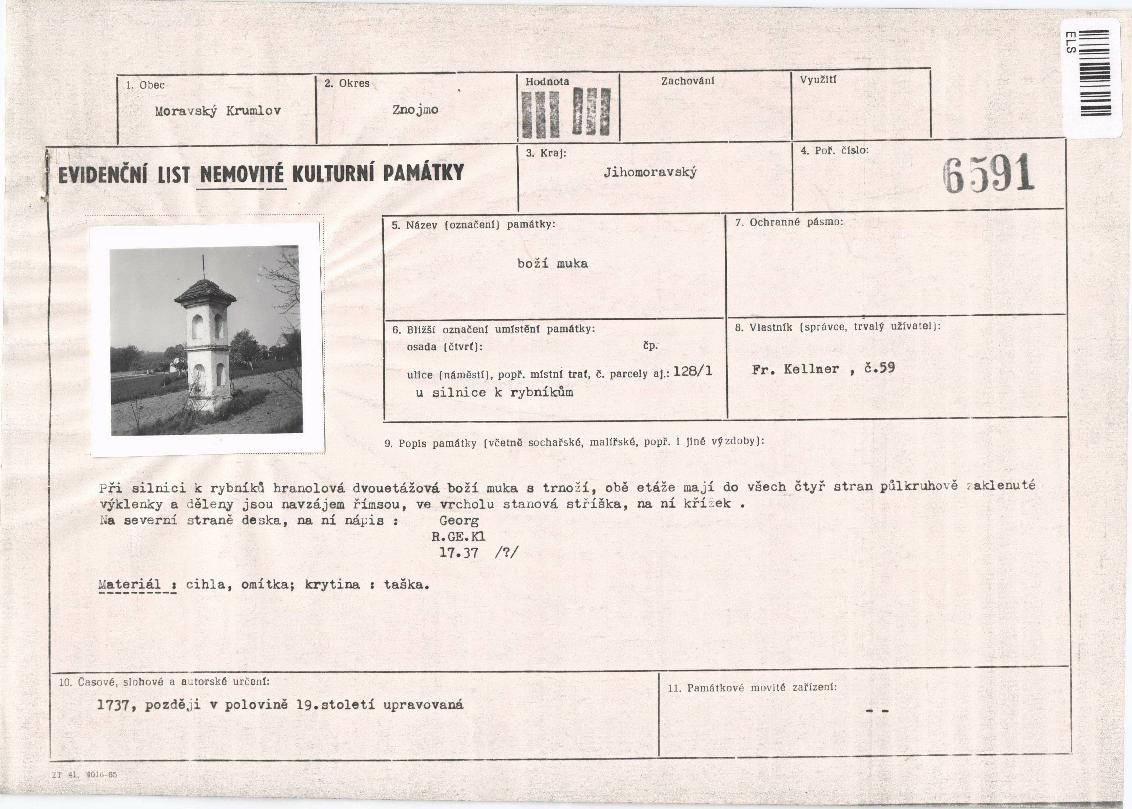 ELS
1. Obec
Moravský Krumlov
2. Okres
Znojmo
Hodnota
Zachování
Využití
EVIDENČNÍ LIST NEMOVITÉ KULTURNÍ PAMÁTKY
3. Kraj:
Jihomoravský
4. Poř. číslo:
6591
5. Název (označení) památky:
boží muka
7. Ochranné pásmo:
6. Bližší označení umístění památky:
osada (čtvrť): čp.
ulice (náměstí), popř. místní trať, č. parcely aj.: 128/1
u silnice k rybníkům
8. Vlastník (správce, trvalý uživatel):
Fr. Kellner , č.59
9. Popis památky (včetně sochařské, malířské, popř. i jiné výzdoby):
Při silnici k rybníků hranolová dvouetážová boží muka s trnoží, obě etáže mají do všech čtyř stran půlkruhově zaklenuté
výklenky a děleny jsou navzájem římsou, ve vrcholu stanová stříška, na ní křížek .
Na severní straně deska, na ní nápis : Georg
R.GE.Kl
17.37 /?/
Materiál : cihla, omítka; krytina : taška.
10. Časové, slohové a autorské určení:
1737, později v polovině 19.století upravovaná
11. Památkové movité zařízení:
--
ZT 41, 4016-65